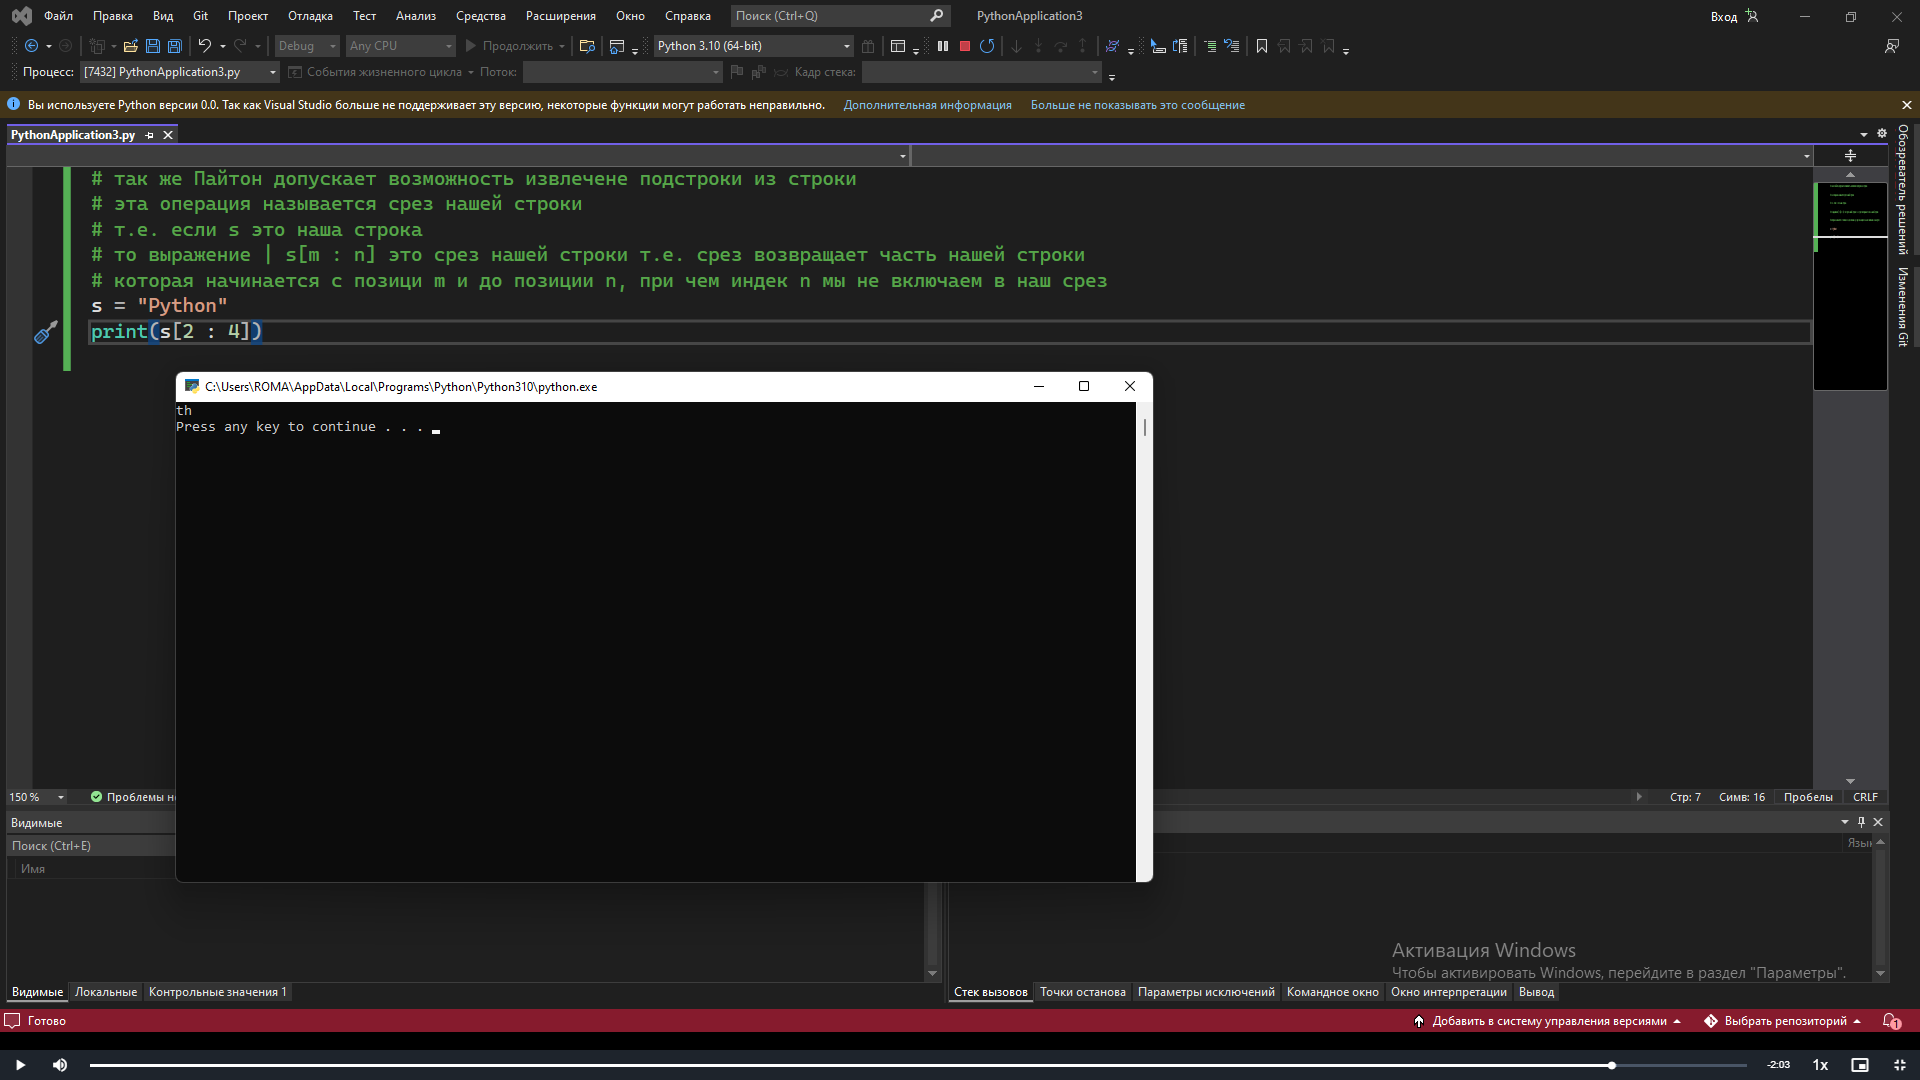 Файл Правка Вид Git Проект Отладка Тест Анализ Средства Расширения Окно Справка Поиск (Ctrl+Q) PythonApplication3 Вход
Debug Any CPU Продолжить Python 3.10 (64-bit)
Процесс: [7432] PythonApplication3.py События жизненного цикла Поток: Кадр стека:
Вы используете Python версии 0.0. Так как Visual Studio больше не поддерживает эту версию, некоторые функции могут работать неправильно. Дополнительная информация Больше не показывать это сообщение
PythonApplication3.py
Обозреватель решений
Изменения Git
# так же Пайтон допускает возможность извлечене подстроки из строки
# эта операция называется срез нашей строки
# т.е. если s это наша строка
# то выражение | s[m : n] это срез нашей строки т.е. срез возвращает часть нашей строки
# которая начинается с позици m и до позиции n, при чем индек n мы не включаем в наш срез
s = "Python"
print(s[2 : 4])
C:\Users\ROMA\AppData\Local\Programs\Python\Python310\python.exe
th
Press any key to continue . . .
150 % Проблемы Стр: 7 Симв: 16 Пробелы CRLF
Видимые
Поиск (Ctrl+E)
Имя
Активация Windows
Чтобы активировать Windows, перейдите в раздел "Параметры".
Видимые Локальные Контрольные значения 1 Стек вызовов Точки останова Параметры исключений Командное окно Окно интерпретации Вывод
Готово Добавить в систему управления версиями Выбрать репозиторий 1
-2:03 1x